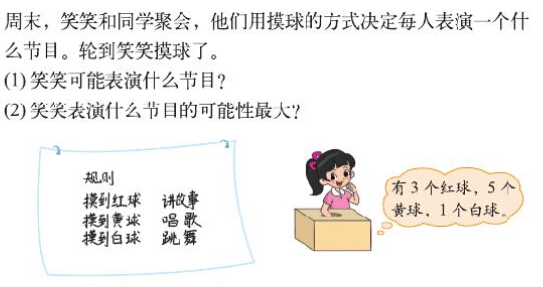 周末，笑笑和同学聚会，他们用摸球的方式决定每人表演一个什
么节目。轮到笑笑摸球了。
(1) 笑笑可能表演什么节目?
(2) 笑笑表演什么节目的可能性最大?
规则
摸到红球 讲故事
摸到黄球 唱歌
摸到白球 跳舞
有3个红球，5个
黄球，1个白球。